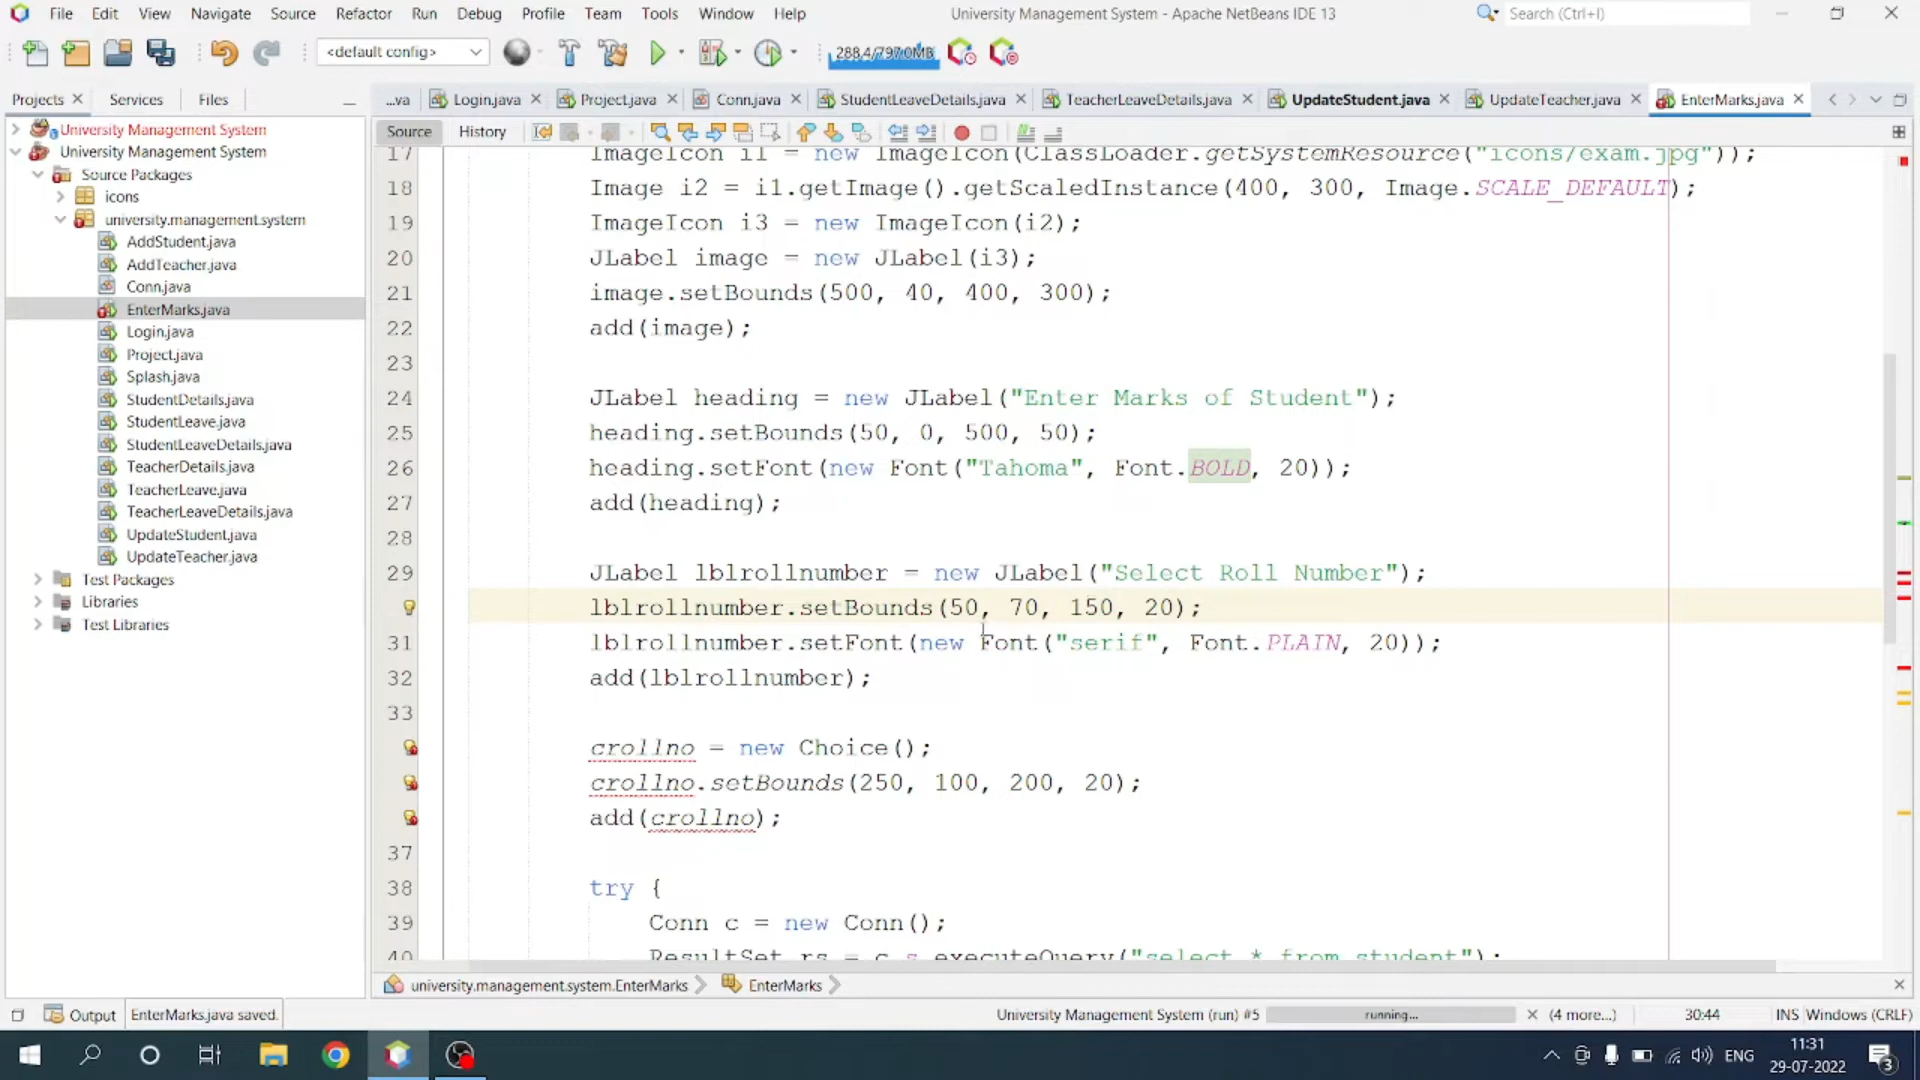 File Edit View Navigate Source Refactor Run Debug Profile Team Tools Window Help
University Management System - Apache NetBeans IDE 13
Search (Ctrl+I)
<default config>
288.4/797.0MB
Projects Services Files
...va Login.java Project.java Conn.java StudentLeaveDetails.java TeacherLeaveDetails.java UpdateStudent.java UpdateTeacher.java EnterMarks.java
Source History
University Management System
University Management System
Source Packages
icons
university.management.system
AddStudent.java
AddTeacher.java
Conn.java
EnterMarks.java
Login.java
Project.java
Splash.java
StudentDetails.java
StudentLeave.java
StudentLeaveDetails.java
TeacherDetails.java
TeacherLeave.java
TeacherLeaveDetails.java
UpdateStudent.java
UpdateTeacher.java
Test Packages
Libraries
Test Libraries
17 ImageIcon i1 = new ImageIcon(ClassLoader.getSystemResource("icons/exam.jpg"));
18 Image i2 = i1.getImage().getScaledInstance(400, 300, Image.SCALE_DEFAULT);
19 ImageIcon i3 = new ImageIcon(i2);
20 JLabel image = new JLabel(i3);
21 image.setBounds(500, 40, 400, 300);
22 add(image);
23
24 JLabel heading = new JLabel("Enter Marks of Student");
25 heading.setBounds(50, 0, 500, 50);
26 heading.setFont(new Font("Tahoma", Font.BOLD, 20));
27 add(heading);
28
29 JLabel lblrollnumber = new JLabel("Select Roll Number");
lblrollnumber.setBounds(50, 70, 150, 20);
31 lblrollnumber.setFont(new Font("serif", Font.PLAIN, 20));
32 add(lblrollnumber);
33
crollno = new Choice();
crollno.setBounds(250, 100, 200, 20);
add(crollno);
37
38 try {
39 Conn c = new Conn();
40 ResultSet rs = c.s.executeQuery("select * from student");
university.management.system.EnterMarks EnterMarks
Output EnterMarks.java saved.
University Management System (run) #5 running... (4 more...) 30:44 INS Windows (CRLF)
ENG
11:31
29-07-2022
3